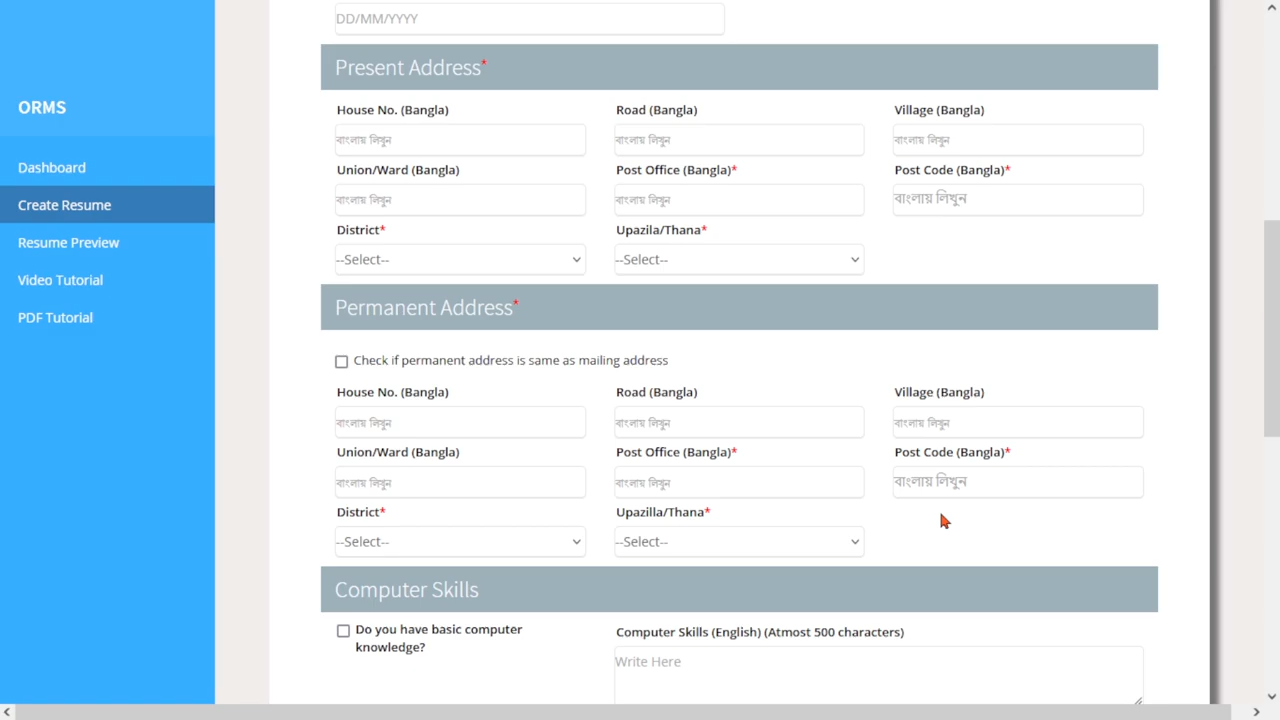 DD/MM/YYYY
Present Address*
ORMS
House No. (Bangla) Road (Bangla) Village (Bangla)
বাংলায় লিখুন বাংলায় লিখুন বাংলায় লিখুন
Dashboard
Union/Ward (Bangla) Post Office (Bangla)* Post Code (Bangla)*
Create Resume
বাংলায় লিখুন বাংলায় লিখুন বাংলায় লিখুন
District* Upazila/Thana*
Resume Preview
--Select-- --Select--
Video Tutorial
Permanent Address*
PDF Tutorial
Check if permanent address is same as mailing address
House No. (Bangla) Road (Bangla) Village (Bangla)
বাংলায় লিখুন বাংলায় লিখুন বাংলায় লিখুন
Union/Ward (Bangla) Post Office (Bangla)* Post Code (Bangla)*
বাংলায় লিখুন বাংলায় লিখুন বাংলায় লিখুন
District* Upazilla/Thana*
--Select-- --Select--
Computer Skills
Do you have basic computer
knowledge?
Computer Skills (English) (Atmost 500 characters)
Write Here